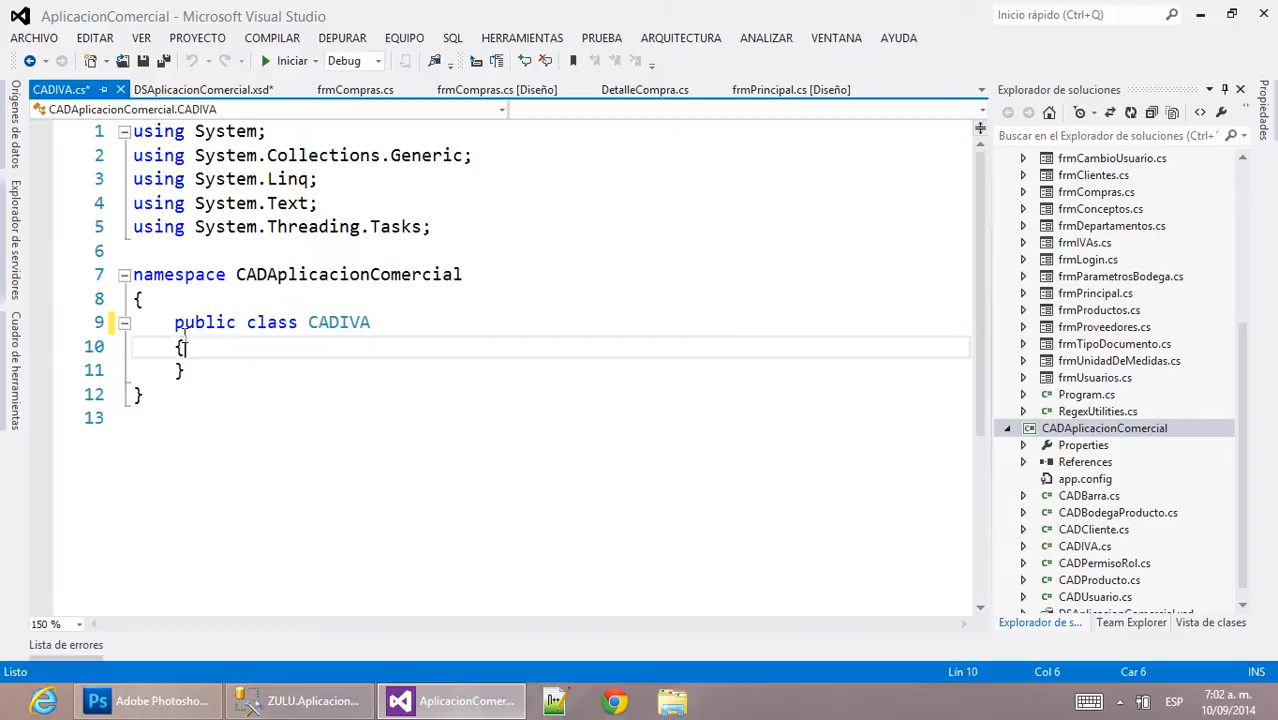 AplicacionComercial - Microsoft Visual Studio
Inicio rápido (Ctrl+Q)
ARCHIVO EDITAR VER PROYECTO COMPILAR DEPURAR EQUIPO SQL HERRAMIENTAS PRUEBA ARQUITECTURA ANALIZAR VENTANA AYUDA
Iniciar Debug
CADIVA.cs* DSAplicacionComercial.xsd* frmCompras.cs frmCompras.cs [Diseño] DetalleCompra.cs frmPrincipal.cs [Diseño]
Explorador de soluciones
CADAplicacionComercial.CADIVA
Buscar en el Explorador de soluciones (Ctrl+
Orígenes de datos
Explorador de servidores
Cuadro de herramientas
Propiedades
1 using System;
2 using System.Collections.Generic;
3 using System.Linq;
4 using System.Text;
5 using System.Threading.Tasks;
6
7 namespace CADAplicacionComercial
8 {
9 public class CADIVA
10 {
11 }
12 }
13
frmCambioUsuario.cs
frmClientes.cs
frmCompras.cs
frmConceptos.cs
frmDepartamentos.cs
frmIVAs.cs
frmLogin.cs
frmParametrosBodega.cs
frmPrincipal.cs
frmProductos.cs
frmProveedores.cs
frmTipoDocumento.cs
frmUnidadDeMedidas.cs
frmUsuarios.cs
Program.cs
RegexUtilities.cs
CADAplicacionComercial
Properties
References
app.config
CADBarra.cs
CADBodegaProducto.cs
CADCliente.cs
CADIVA.cs
CADPermisoRol.cs
CADProducto.cs
CADUsuario.cs
DSAplicacionComercial.xsd
150 %
Explorador de s... Team Explorer Vista de clases
Lista de errores
Listo Lín 10 Col 6 Car 6 INS
Adobe Photosho... ZULU.Aplicacion... AplicacionComer... ESP 7:02 a. m.
10/09/2014